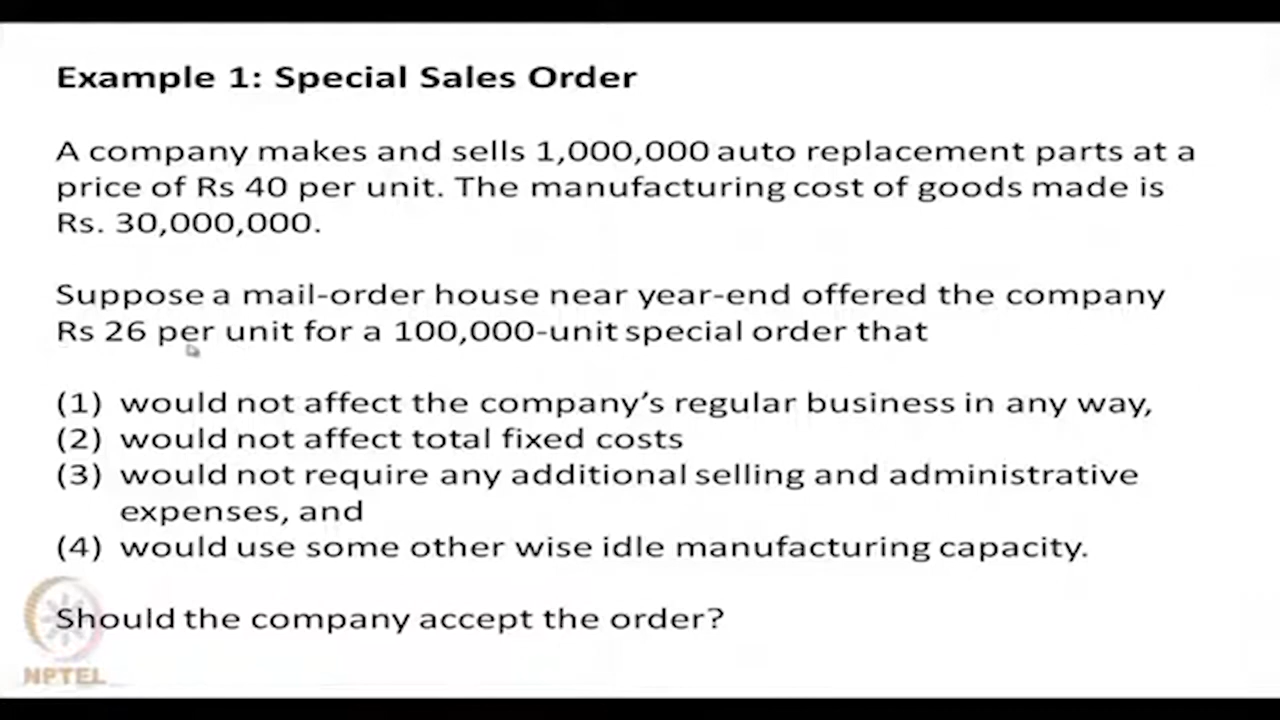 Example 1: Special Sales Order
A company makes and sells 1,000,000 auto replacement parts at a
price of Rs 40 per unit. The manufacturing cost of goods made is
Rs. 30,000,000.
Suppose a mail-order house near year-end offered the company
Rs 26 per unit for a 100,000-unit special order that
(1) would not affect the company's regular business in any way,
(2) would not affect total fixed costs
(3) would not require any additional selling and administrative
expenses, and
(4) would use some other wise idle manufacturing capacity.
Should the company accept the order?
NPTEL